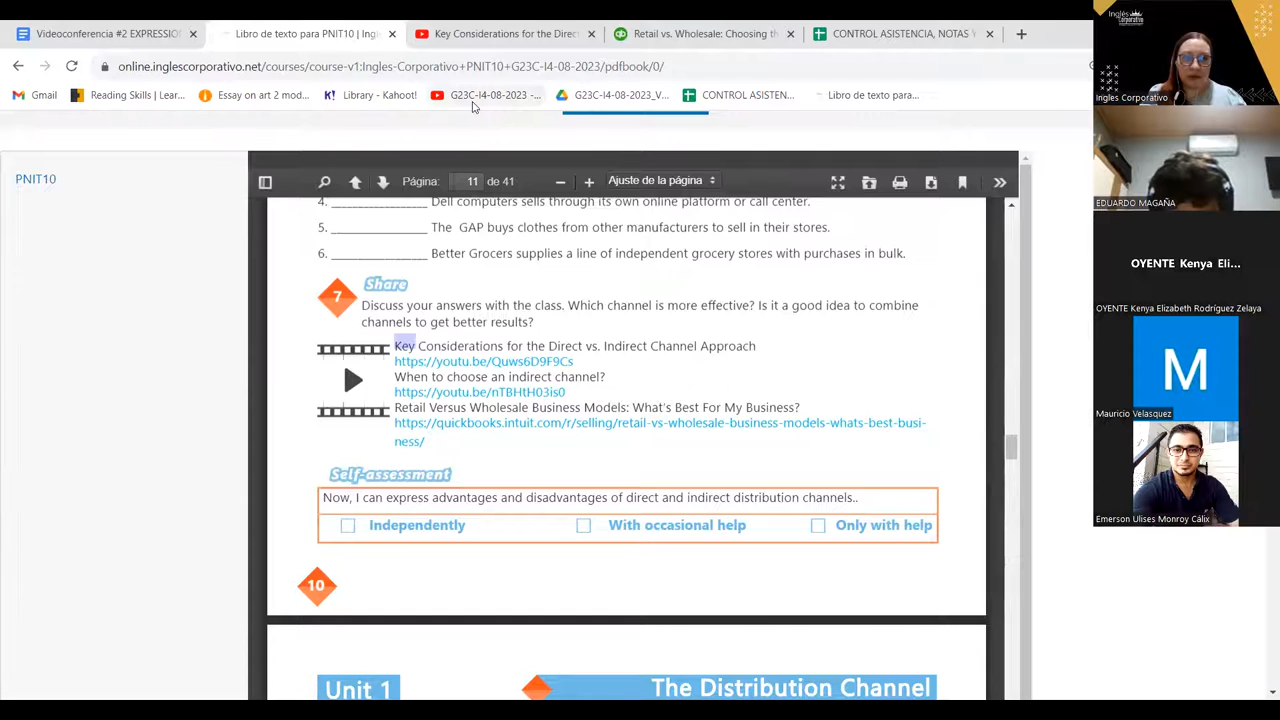 Videoconferencia #2 EXPRESSION
Libro de texto para PNIT10 | Ingl
Key Considerations for the Direct
Retail vs. Wholesale: Choosing th
CONTROL ASISTENCIA, NOTAS Y
online.inglescorporativo.net/courses/course-v1:Ingles-Corporativo+PNIT10+G23C-I4-08-2023/pdfbook/0/
Gmail
Reading Skills | Lear...
Essay on art 2 mod...
Library - Kahoot!
G23C-I4-08-2023 -...
G23C-I4-08-2023_V...
CONTROL ASISTEN...
Libro de texto para...
PNIT10
Página: 11 de 41
Ajuste de la página
4. ________________ Dell computers sells through its own online platform or call center.
5. ________________ The GAP buys clothes from other manufacturers to sell in their stores.
6. ________________ Better Grocers supplies a line of independent grocery stores with purchases in bulk.
7 Share
Discuss your answers with the class. Which channel is more effective? Is it a good idea to combine
channels to get better results?
Key Considerations for the Direct vs. Indirect Channel Approach
https://youtu.be/Quws6D9F9Cs
When to choose an indirect channel?
https://youtu.be/nTBHtH03is0
Retail Versus Wholesale Business Models: What's Best For My Business?
https://quickbooks.intuit.com/r/selling/retail-vs-wholesale-business-models-whats-best-busi-
ness/
Self-assessment
Now, I can express advantages and disadvantages of direct and indirect distribution channels..
Independently
With occasional help
Only with help
10
Unit 1
The Distribution Channel
Inglés
Corporativo
Ingles Corporativo
EDUARDO MAGAÑA
OYENTE Kenya Eli...
OYENTE Kenya Elizabeth Rodríguez Zelaya
M
Mauricio Velasquez
Emerson Ulises Monroy Cálix